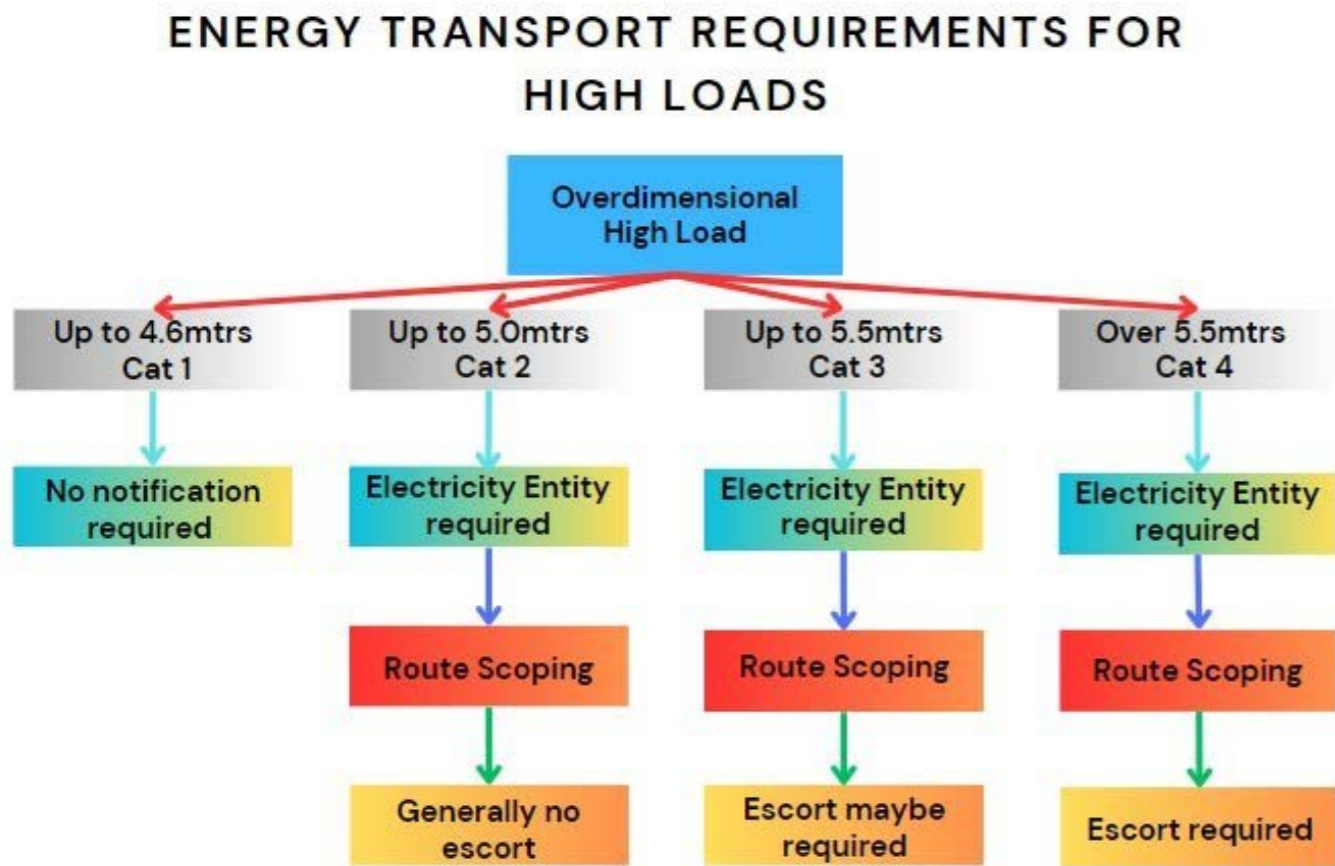 ENERGY TRANSPORT REQUIREMENTS FOR
HIGH LOADS
Overdimensional
High Load
Up to 4.6mtrs
Cat 1
Up to 5.0mtrs
Cat 2
Up to 5.5mtrs
Cat 3
Over 5.5mtrs
Cat 4
No notification
required
Electricity Entity
required
Electricity Entity
required
Electricity Entity
required
Route Scoping
Route Scoping
Route Scoping
Generally no
escort
Escort maybe
required
Escort required